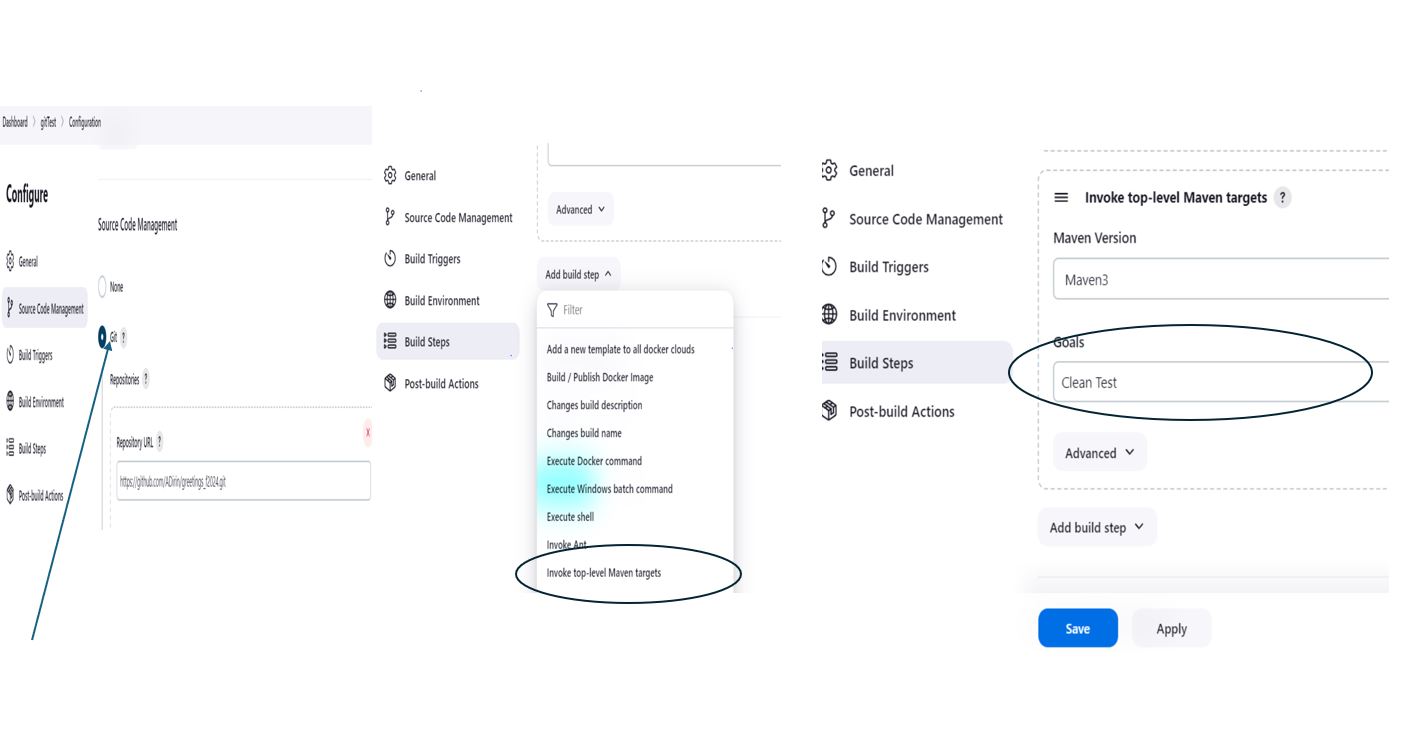 Dashboard > gitTest > Configuration
Configure
General
Source Code Management
Build Triggers
Build Environment
Build Steps
Post-build Actions
Source Code Management
None
Git ?
Repositories ?
X
Repository URL ?
https://github.com/ADirin/greetings_f2024.git
General
Source Code Management
Build Triggers
Build Environment
Build Steps
Post-build Actions
Advanced
Add build step
Filter
Add a new template to all docker clouds
Build / Publish Docker Image
Changes build description
Changes build name
Execute Docker command
Execute Windows batch command
Execute shell
Invoke Ant
Invoke top-level Maven targets
General
Source Code Management
Build Triggers
Build Environment
Build Steps
Post-build Actions
Invoke top-level Maven targets ?
Maven Version
Maven3
Goals
Clean Test
Advanced
Add build step
Save
Apply